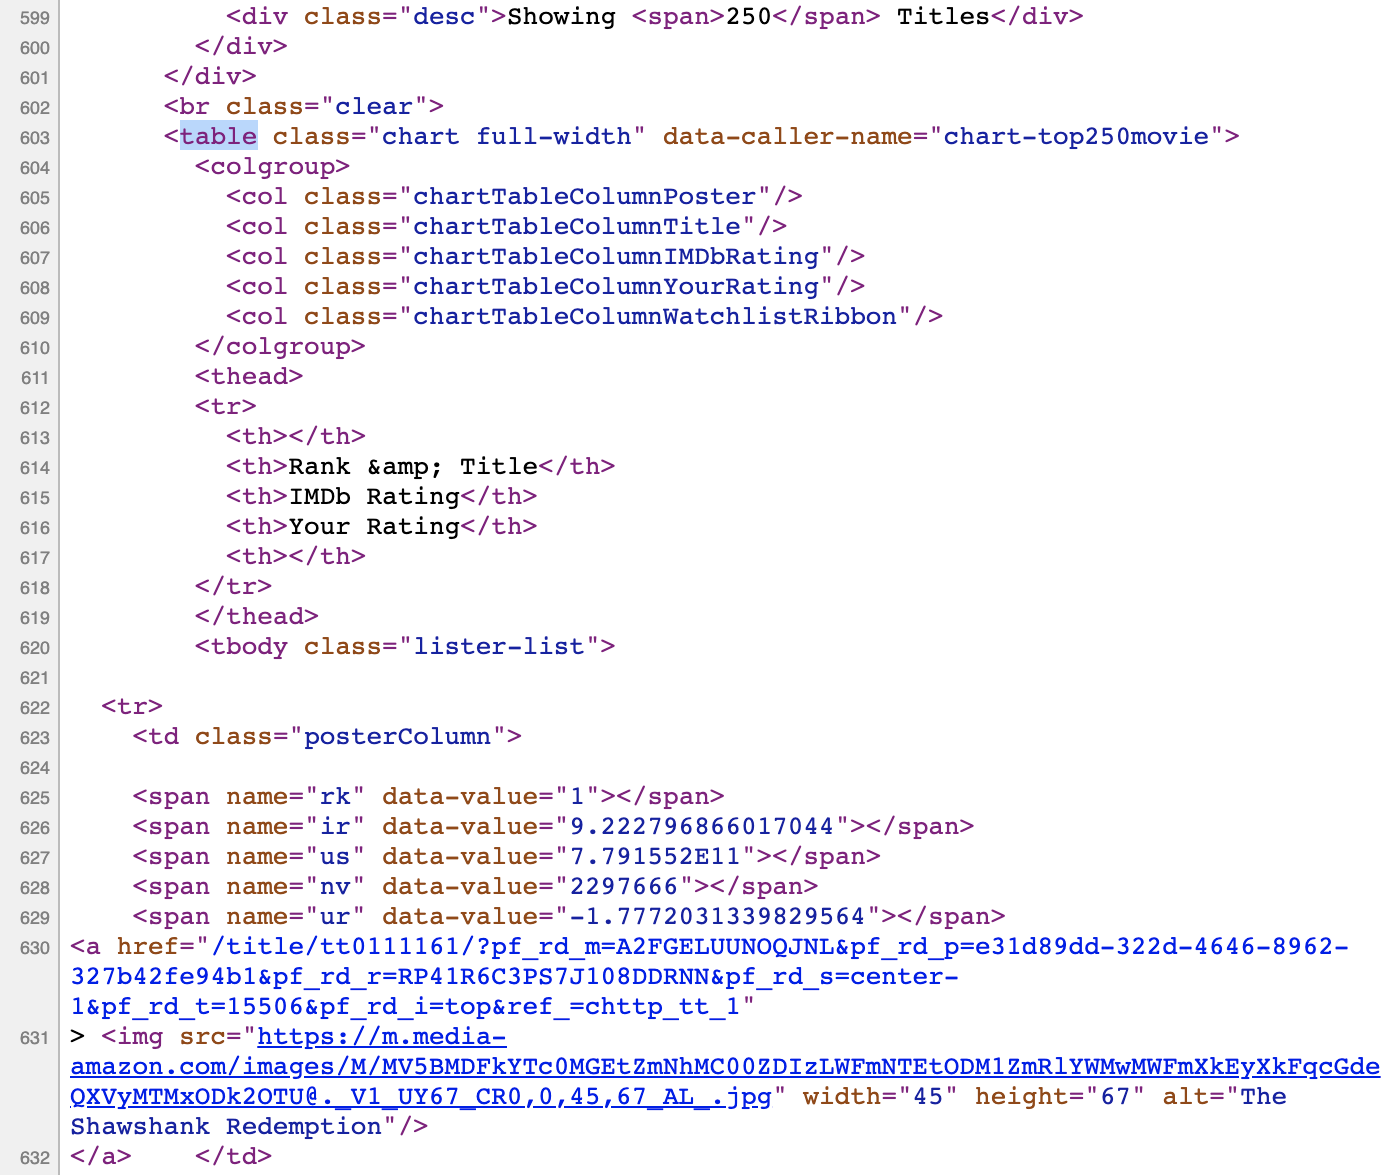 599 <div class="desc">Showing <span>250</span> Titles</div>
600 </div>
601 </div>
602 <br class="clear">
603 <table class="chart full-width" data-caller-name="chart-top250movie">
604 <colgroup>
605 <col class="chartTableColumnPoster"/>
606 <col class="chartTableColumnTitle"/>
607 <col class="chartTableColumnIMDbRating"/>
608 <col class="chartTableColumnYourRating"/>
609 <col class="chartTableColumnWatchlistRibbon"/>
610 </colgroup>
611 <thead>
612 <tr>
613 <th></th>
614 <th>Rank &amp; Title</th>
615 <th>IMDb Rating</th>
616 <th>Your Rating</th>
617 <th></th>
618 </tr>
619 </thead>
620 <tbody class="lister-list">
621
622 <tr>
623 <td class="posterColumn">
624
625 <span name="rk" data-value="1"></span>
626 <span name="ir" data-value="9.222796866017044"></span>
627 <span name="us" data-value="7.791552E11"></span>
628 <span name="nv" data-value="2297666"></span>
629 <span name="ur" data-value="-1.7772031339829564"></span>
630 <a href="/title/tt0111161/?pf_rd_m=A2FGELUUNOQJNL&pf_rd_p=e31d89dd-322d-4646-8962-
327b42fe94b1&pf_rd_r=RP41R6C3PS7J108DDRNN&pf_rd_s=center-
1&pf_rd_t=15506&pf_rd_i=top&ref_=chttp_tt_1"
631 > <img src="https://m.media-
amazon.com/images/M/MV5BMDFkYTc0MGEtZmNhMC00ZDIzLWFmNTEtODM1ZmRlYWMwMWFmXkEyXkFqcGde
QXVyMTMxODk2OTU@._V1_UY67_CR0,0,45,67_AL_.jpg" width="45" height="67" alt="The
Shawshank Redemption"/>
632 </a> </td>